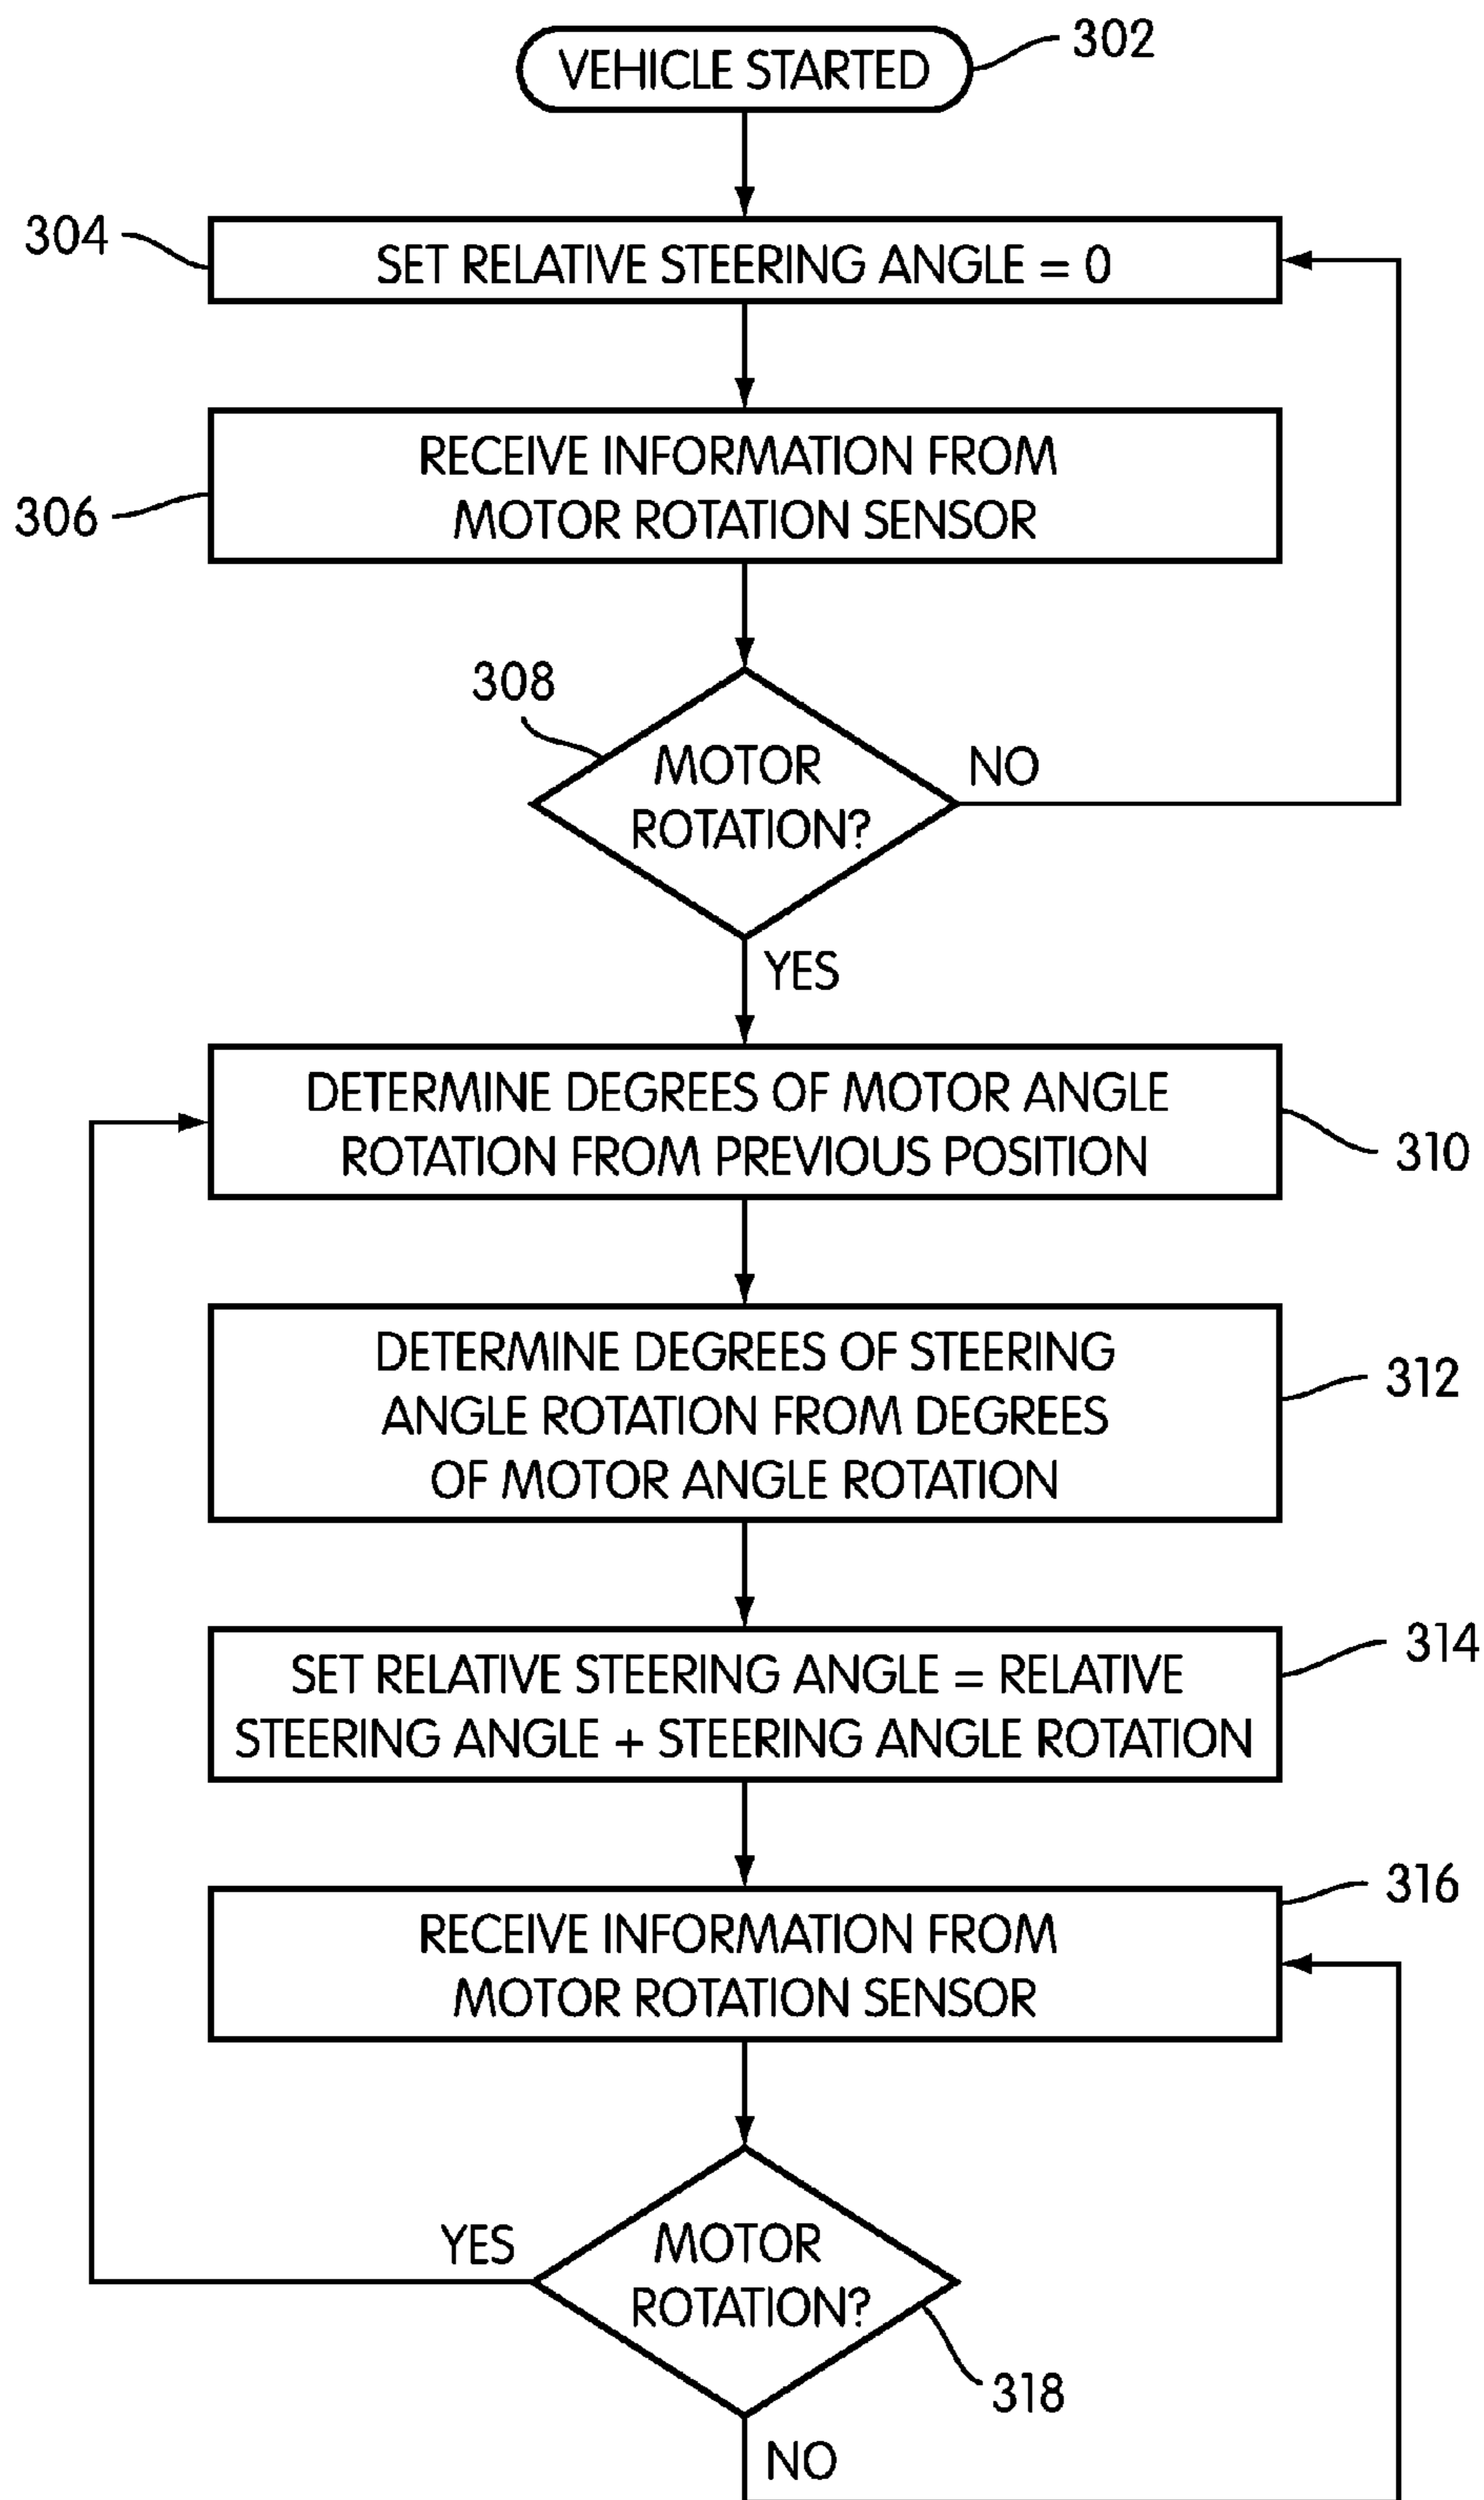 VEHICLE STARTED
302
304
SET RELATIVE STEERING ANGLE = 0
306
RECEIVE INFORMATION FROM
MOTOR ROTATION SENSOR
308
MOTOR
ROTATION?
NO
YES
DETERMINE DEGREES OF MOTOR ANGLE
ROTATION FROM PREVIOUS POSITION
310
DETERMINE DEGREES OF STEERING
ANGLE ROTATION FROM DEGREES
OF MOTOR ANGLE ROTATION
312
SET RELATIVE STEERING ANGLE = RELATIVE
STEERING ANGLE + STEERING ANGLE ROTATION
314
RECEIVE INFORMATION FROM
MOTOR ROTATION SENSOR
316
YES
MOTOR
ROTATION?
318
NO